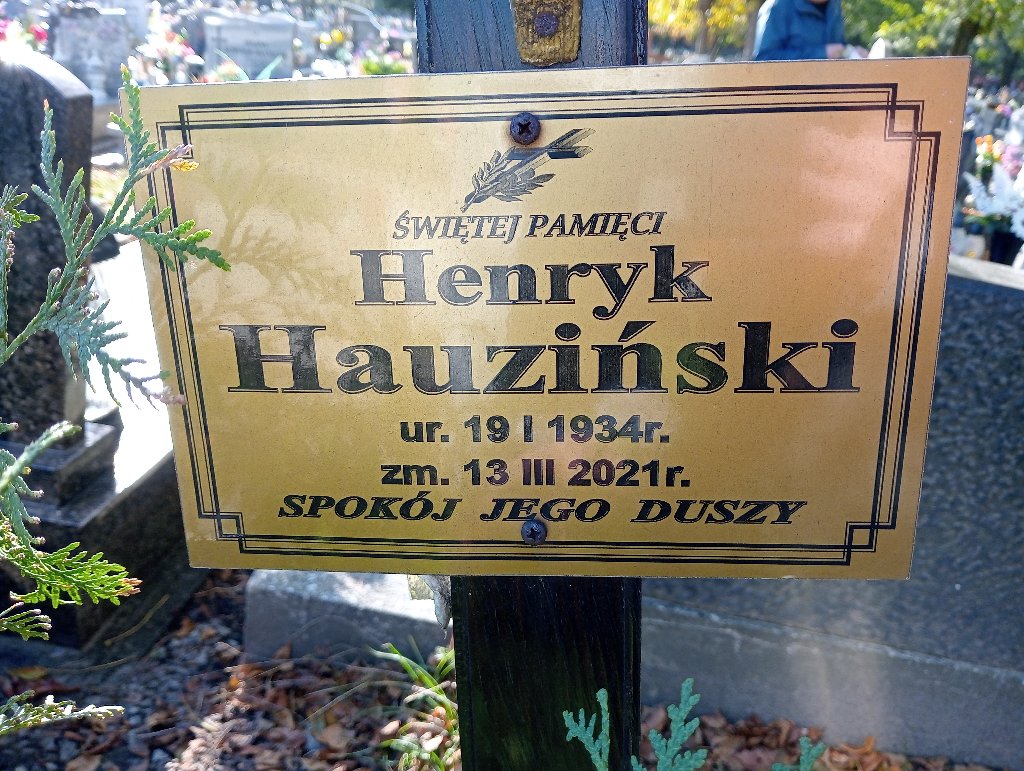 ŚWIĘTEJ PAMIĘCI
Henryk
Hauziński
ur. 19 I 1934r.
zm. 13 III 2021r.
SPOKÓJ JEGO DUSZY